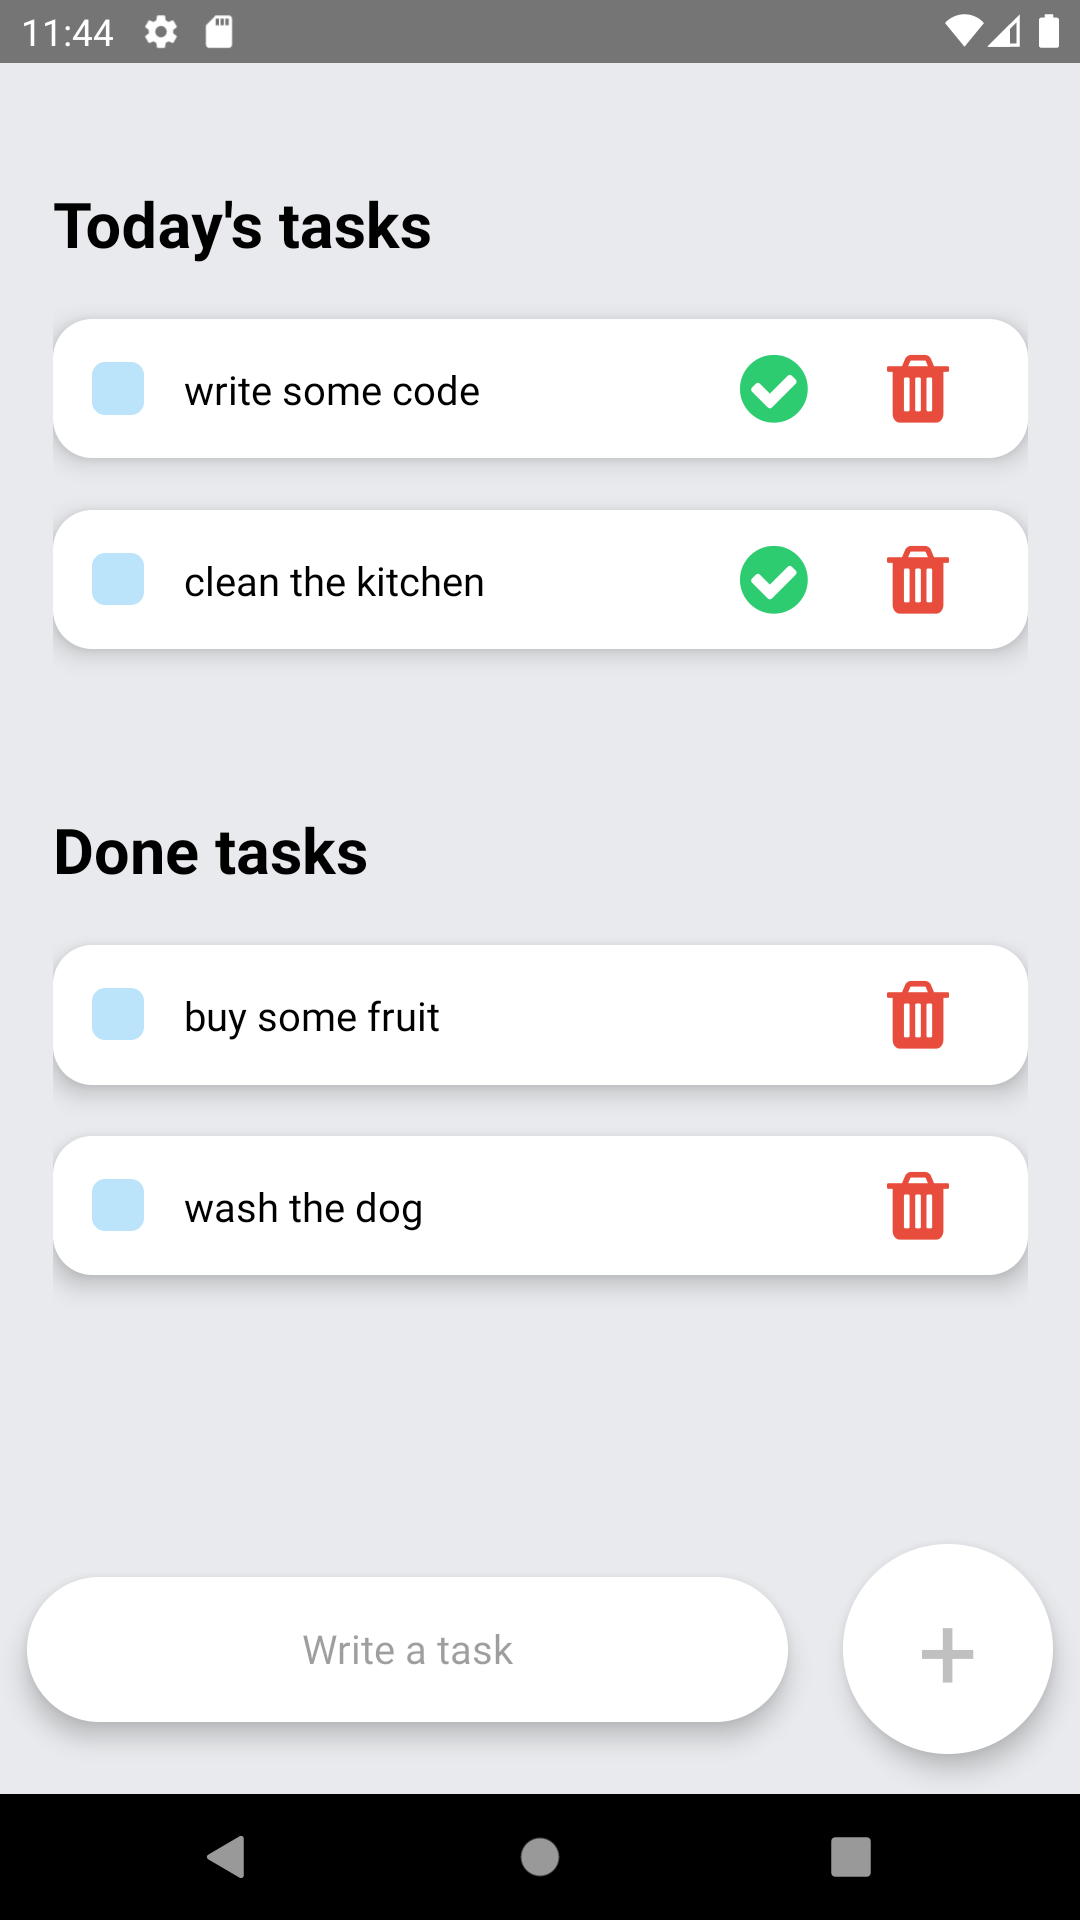 11:44
Today's tasks
write some code
clean the kitchen
Done tasks
buy some fruit
wash the dog
Write a task
+